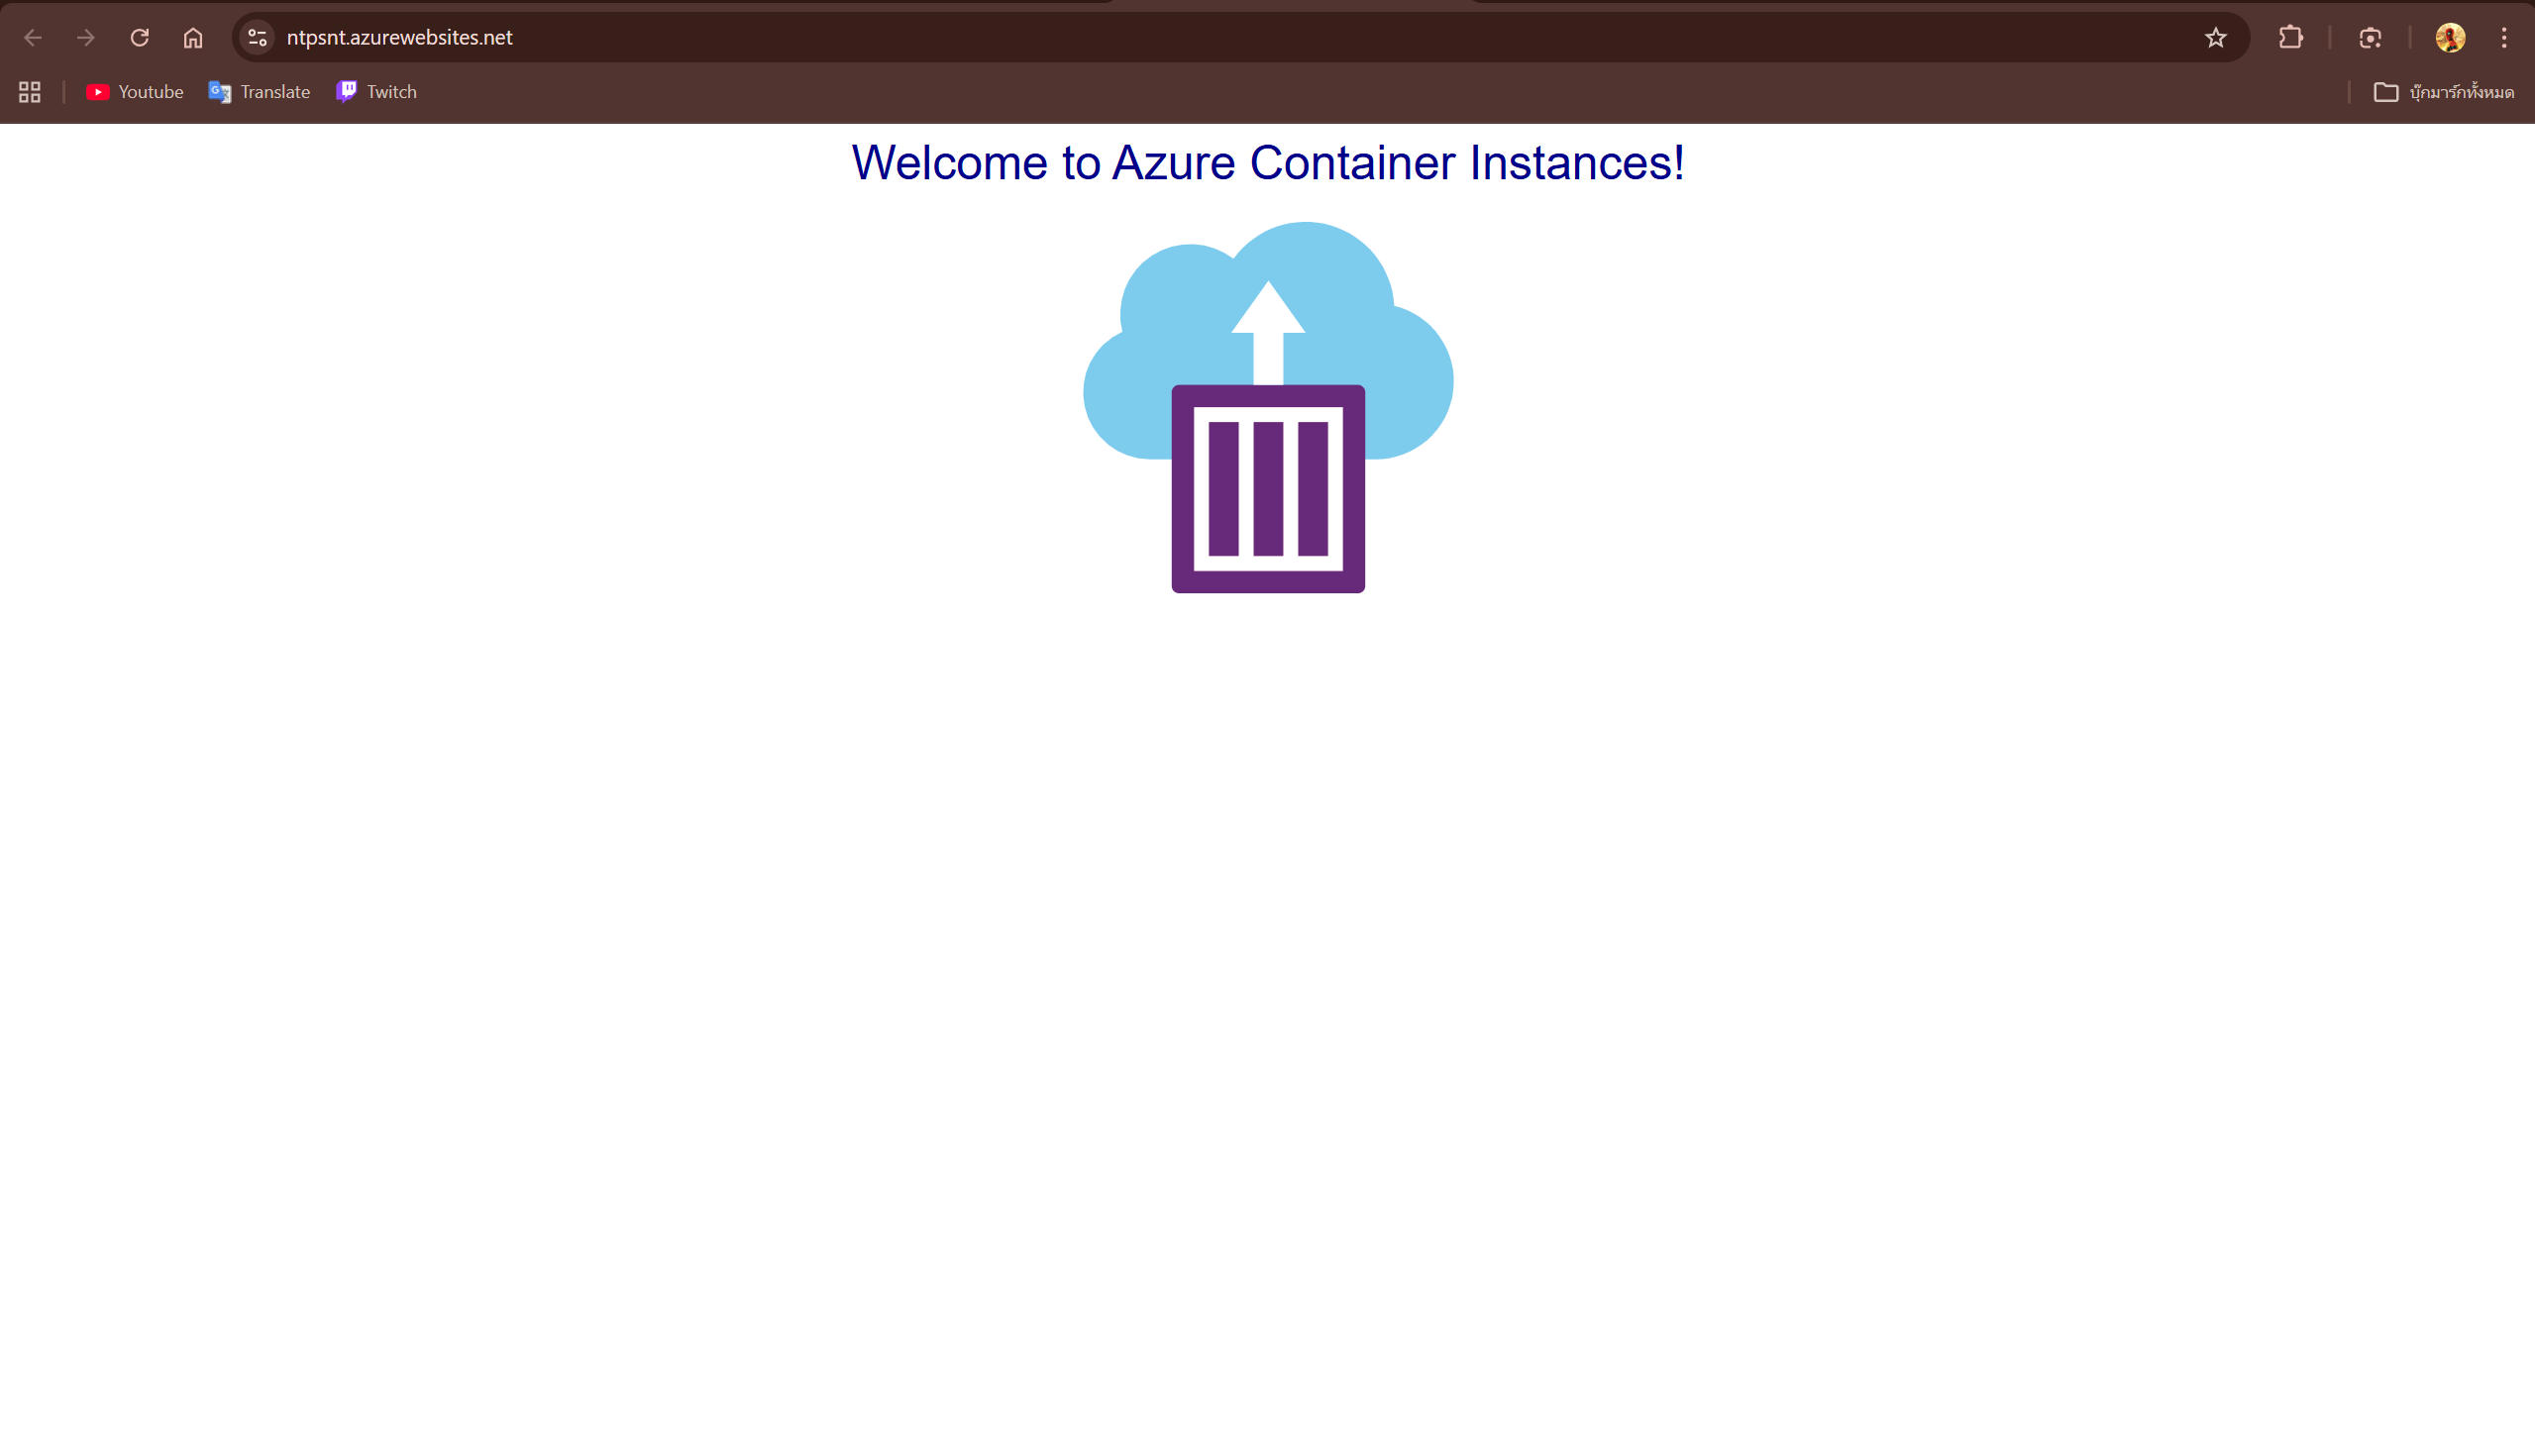 ntpsnt.azurewebsites.net
Youtube Translate Twitch บุ๊กมาร์กทั้งหมด
Welcome to Azure Container Instances!